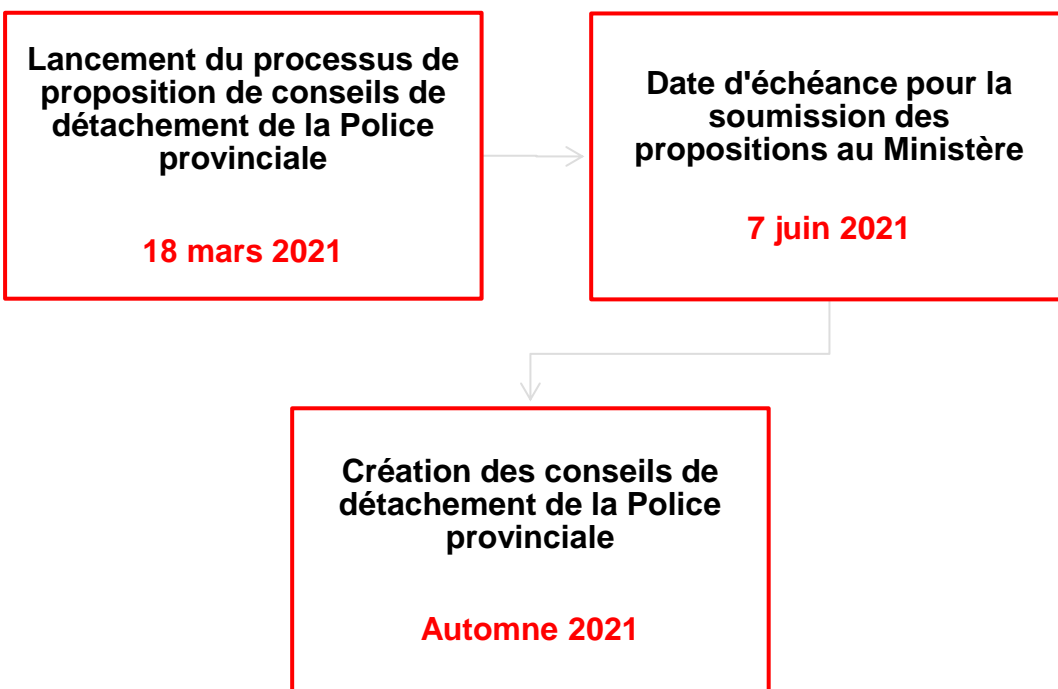 Lancement du processus de
proposition de conseils de
détachement de la Police
provinciale
18 mars 2021
Date d'échéance pour la
soumission des
propositions au Ministère
7 juin 2021
Création des conseils de
détachement de la Police
provinciale
Automne 2021